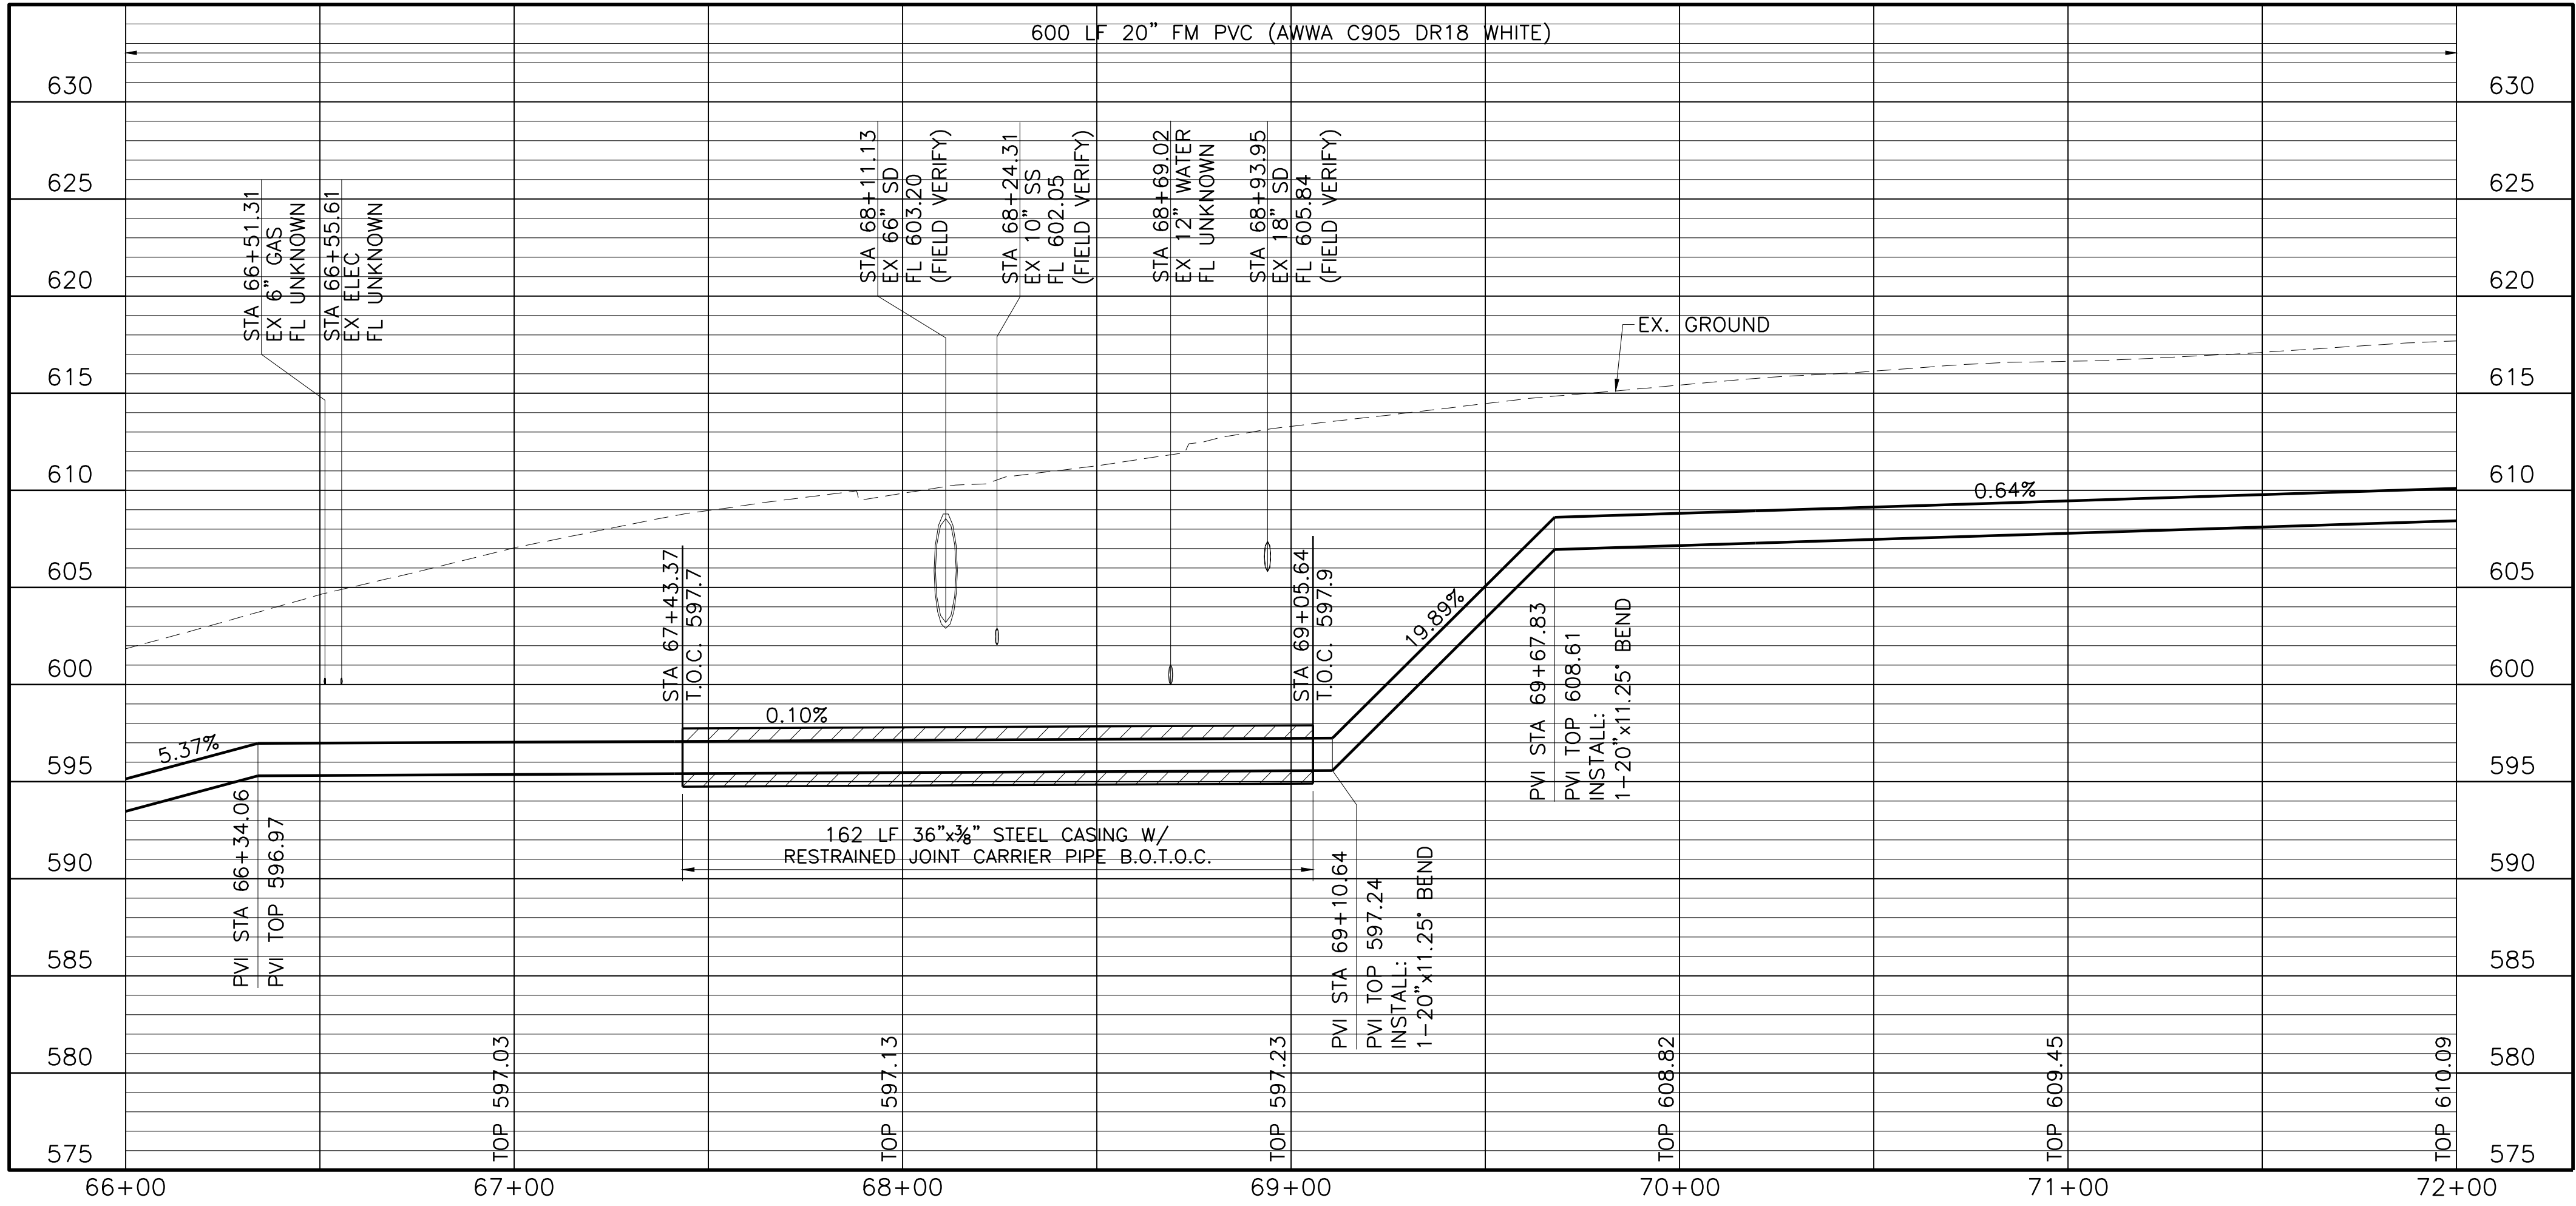 600 LF 20" FM PVC (AWWA C905 DR18 WHITE)
630
630
625
625
620
620
615
615
610
610
605
605
600
600
595
595
590
590
585
585
580
580
575
575
STA 66+51.31
EX 6" GAS
FL UNKNOWN
STA 66+55.61
EX ELEC
FL UNKNOWN
STA 68+11.13
EX 66" SD
FL 603.20
(FIELD VERIFY)
STA 68+24.31
EX 10" SS
FL 602.05
(FIELD VERIFY)
STA 68+69.02
EX 12" WATER
FL UNKNOWN
STA 68+93.95
EX 18" SD
FL 605.84
(FIELD VERIFY)
EX. GROUND
STA 67+43.37
T.O.C. 597.7
STA 69+05.64
T.O.C. 597.9
5.37%
0.10%
19.89%
0.64%
PVI STA 66+34.06
PVI TOP 596.97
162 LF 36"x⅜" STEEL CASING W/
RESTRAINED JOINT CARRIER PIPE B.O.T.O.C.
PVI STA 69+10.64
PVI TOP 597.24
INSTALL:
1-20"x11.25° BEND
PVI STA 69+67.83
PVI TOP 608.61
INSTALL:
1-20"x11.25° BEND
TOP 597.03
TOP 597.13
TOP 597.23
TOP 608.82
TOP 609.45
TOP 610.09
66+00
67+00
68+00
69+00
70+00
71+00
72+00